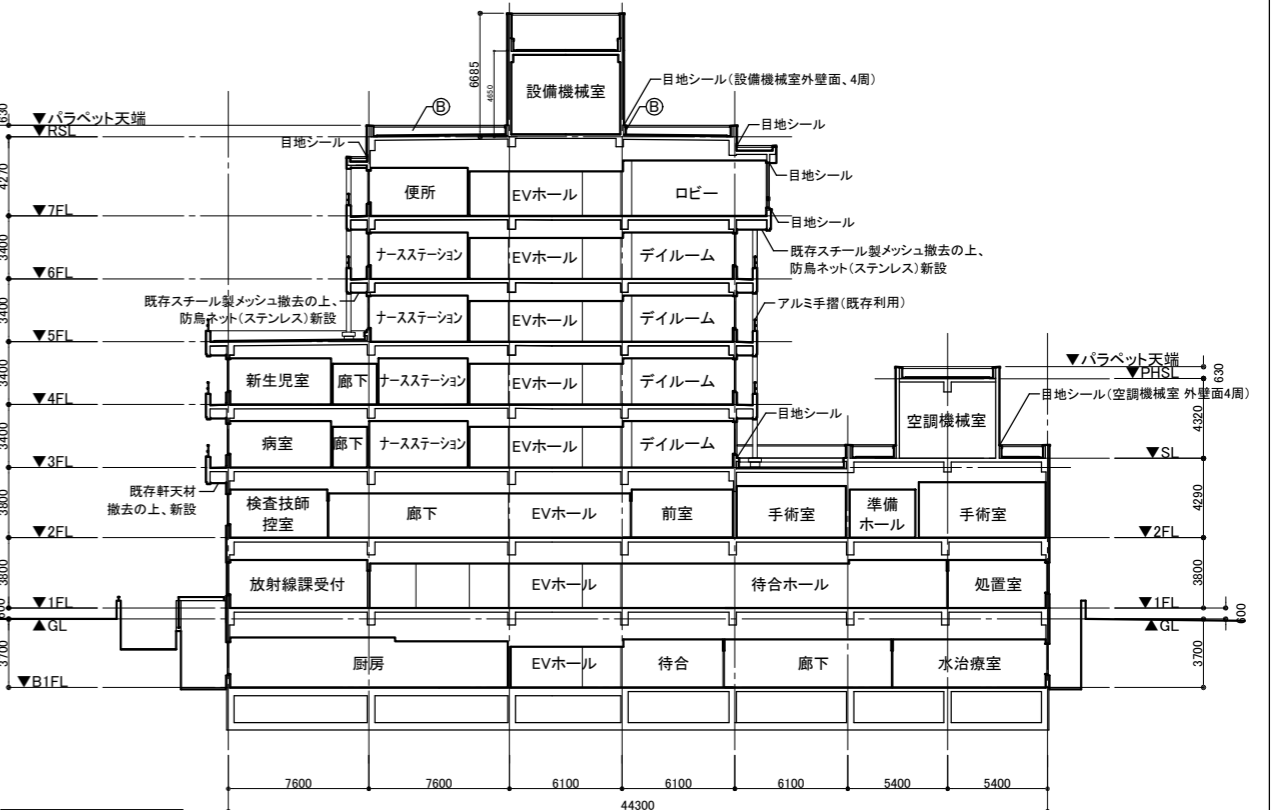 6685
4650
設備機械室
目地シール(設備機械室外壁面、4周)
Ⓑ
Ⓑ
630
▼パラペット天端
▼RSL
目地シール
目地シール
4270
便所
EVホール
ロビー
目地シール
▼7FL
目地シール
3400
ナースステーション
EVホール
デイルーム
既存スチール製メッシュ撤去の上、
防鳥ネット(ステンレス)新設
▼6FL
既存スチール製メッシュ撤去の上、
防鳥ネット(ステンレス)新設
3400
ナースステーション
EVホール
デイルーム
アルミ手摺(既存利用)
▼5FL
▼パラペット天端
▼PHSL
630
3400
新生児室
廊下
ナースステーション
EVホール
デイルーム
目地シール(空調機械室 外壁面4周)
▼4FL
目地シール
空調機械室
4320
3400
病室
廊下
ナースステーション
EVホール
デイルーム
▼SL
▼3FL
既存軒天材
撤去の上、新設
3800
検査技師
控室
廊下
EVホール
前室
手術室
準備
ホール
手術室
4290
▼2FL
▼2FL
3800
放射線課受付
EVホール
待合ホール
処置室
3800
▼1FL
▼1FL
600
▲GL
▲GL
3700
厨房
EVホール
待合
廊下
水治療室
3700
▼B1FL
7600
7600
6100
6100
6100
5400
5400
44300